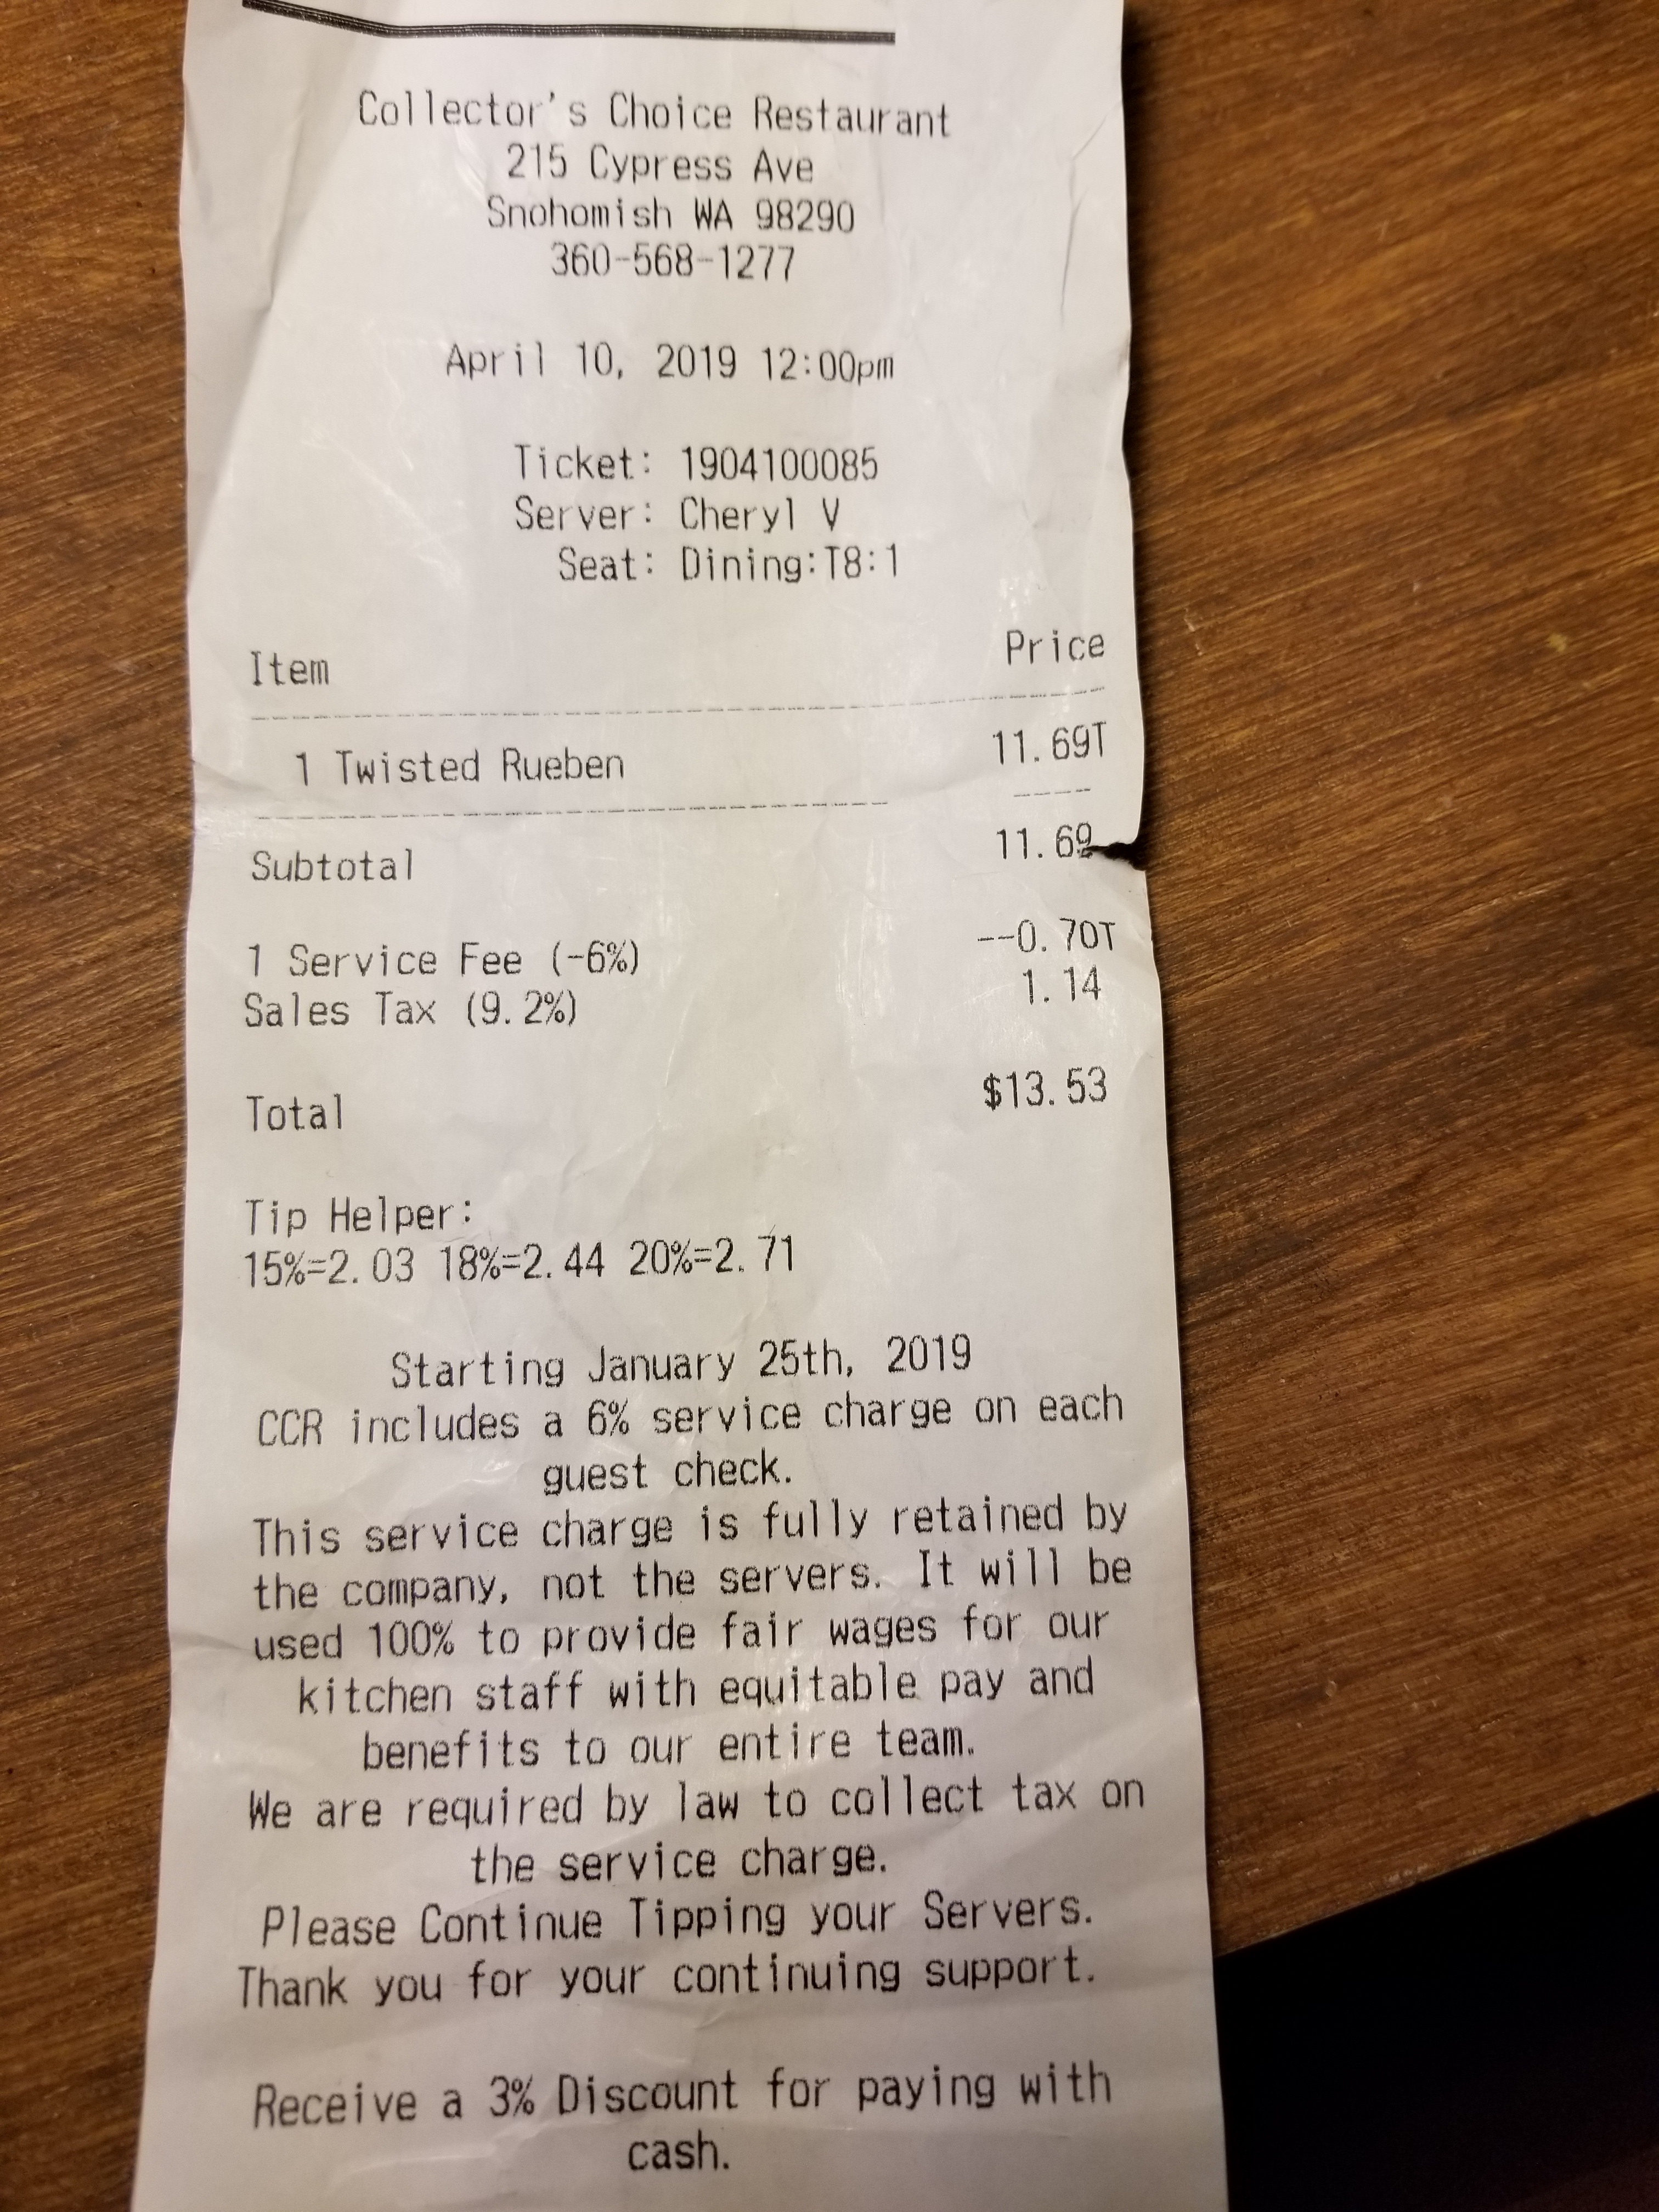 Collector's Choice Restaurant
215 Cypress Ave
Snohomish WA 98290
360-568-1277
April 10, 2019 12:00pm
Ticket: 1904100085
Server: Cheryl V
Seat: Dining:T8:1
Item Price
1 Twisted Rueben 11.69T
Subtotal 11.69
1 Service Fee (-6%) --0.70T
Sales Tax (9.2%) 1.14
Total $13.53
Tip Helper:
15%=2.03 18%=2.44 20%=2.71
Starting January 25th, 2019
CCR includes a 6% service charge on each
guest check.
This service charge is fully retained by
the company, not the servers. It will be
used 100% to provide fair wages for our
kitchen staff with equitable pay and
benefits to our entire team.
We are required by law to collect tax on
the service charge.
Please Continue Tipping your Servers.
Thank you for your continuing support.
Receive a 3% Discount for paying with
cash.